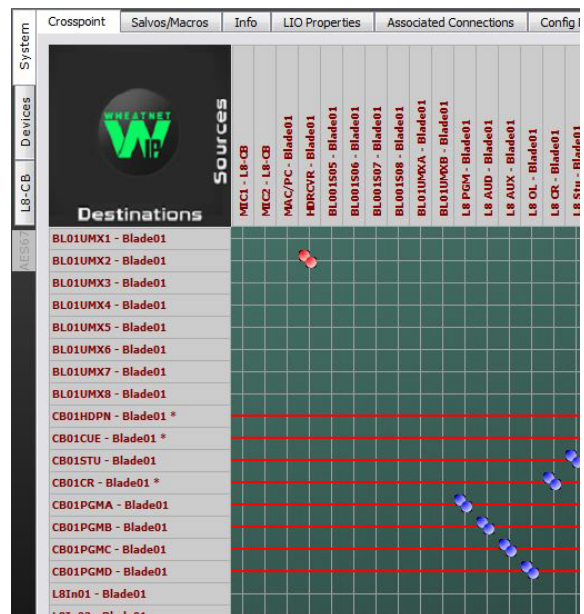 Crosspoint
Salvos/Macros
Info
LIO Properties
Associated Connections
Config
System
Devices
L8-CB
AES67
WHEATNET
IP
Sources
Destinations
MIC1 - L8-CB
MIC2 - L8-CB
MAC/PC - Blade01
HDRCVR - Blade01
BL001S05 - Blade01
BL001S06 - Blade01
BL001S07 - Blade01
BL001S08 - Blade01
BL01UMXA - Blade01
BL01UMXB - Blade01
L8 PGM - Blade01
L8 AUD - Blade01
L8 AUX - Blade01
L8 OL - Blade01
L8 CR - Blade01
L8 Stu - Blade01
BL01UMX1 - Blade01
BL01UMX2 - Blade01
BL01UMX3 - Blade01
BL01UMX4 - Blade01
BL01UMX5 - Blade01
BL01UMX6 - Blade01
BL01UMX7 - Blade01
BL01UMX8 - Blade01
CB01HDPN - Blade01 *
CB01CUE - Blade01 *
CB01STU - Blade01
CB01CR - Blade01 *
CB01PGMA - Blade01
CB01PGMB - Blade01
CB01PGMC - Blade01
CB01PGMD - Blade01
L8In01 - Blade01